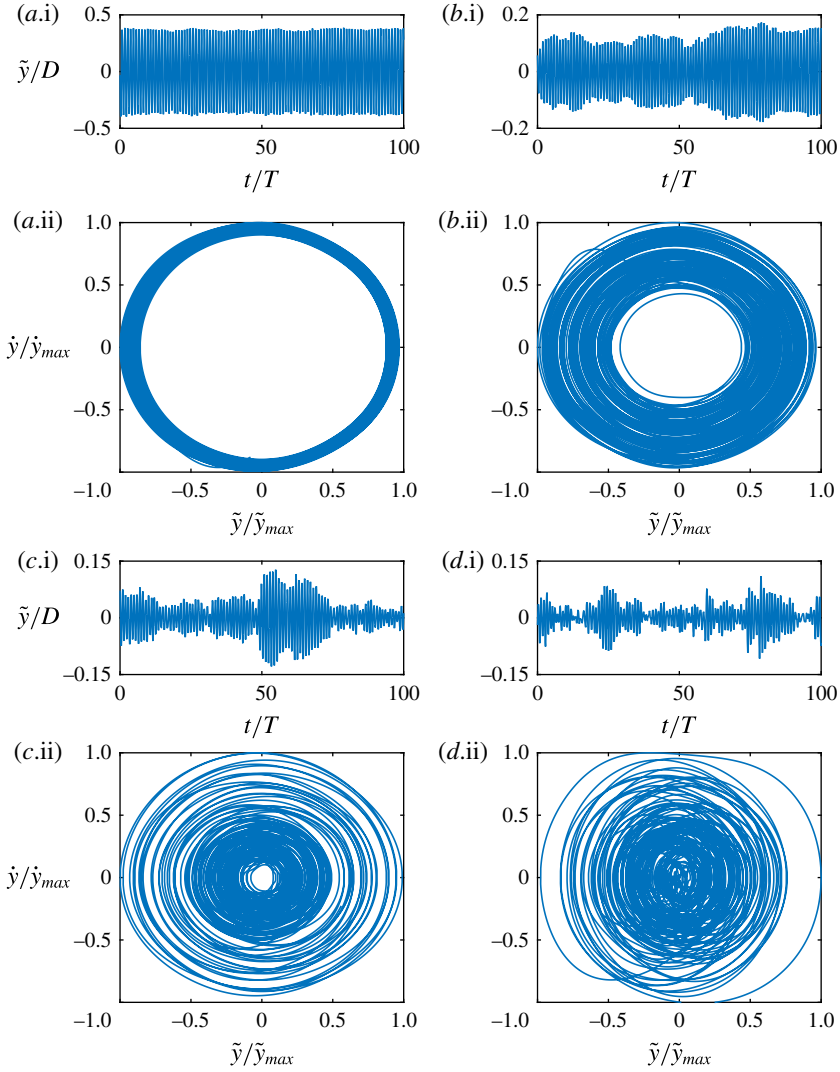 (a.i) (b.i)
0.5 0.2
ỹ/D 0 0
–0.5 –0.2
0 50 100 0 50 100
t/T t/T
(a.ii) (b.ii)
1.0 1.0
0.5 0.5
ẏ/ẏmax 0 0
–0.5 –0.5
–1.0 –0.5 0 0.5 1.0 –1.0 –0.5 0 0.5 1.0
ỹ/ỹmax ỹ/ỹmax
(c.i) (d.i)
0.15 0.15
ỹ/D 0 0
–0.15 –0.15
0 50 100 0 50 100
t/T t/T
(c.ii) (d.ii)
1.0 1.0
0.5 0.5
ẏ/ẏmax 0 0
–0.5 –0.5
–1.0 –0.5 0 0.5 1.0 –1.0 –0.5 0 0.5 1.0
ỹ/ỹmax ỹ/ỹmax